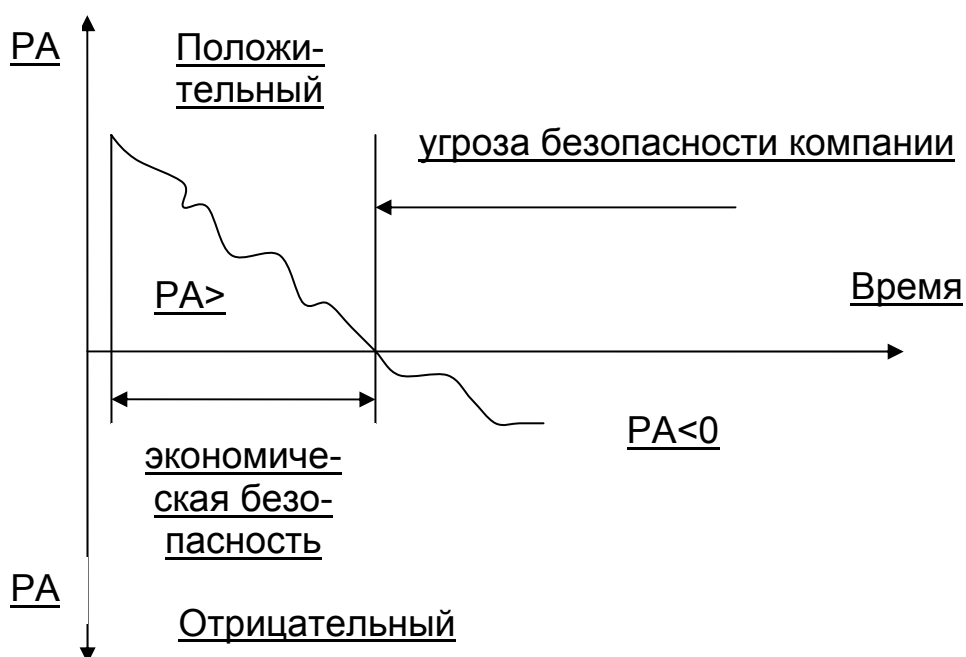 РА
Положи-
тельный
угроза безопасности компании
РА>
Время
РА<0
экономиче-
ская безо-
пасность
РА
Отрицательный